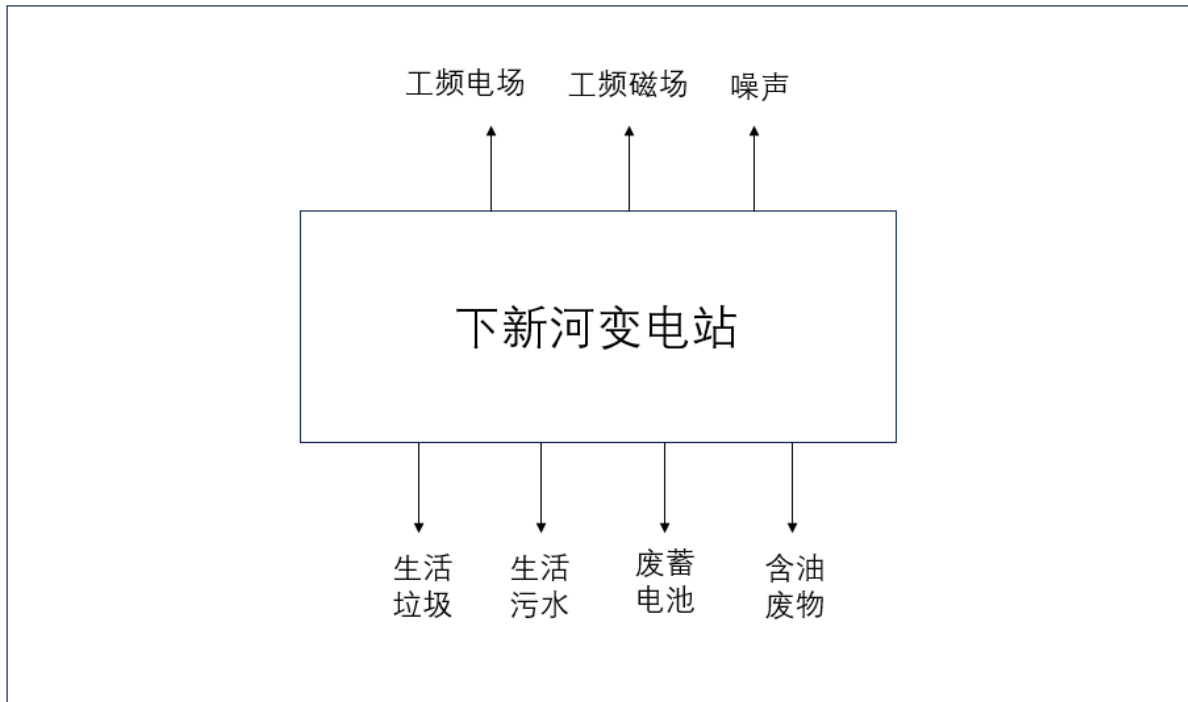 工频电场 工频磁场 噪声
下新河变电站
生活
垃圾
生活
污水
废蓄
电池
含油
废物